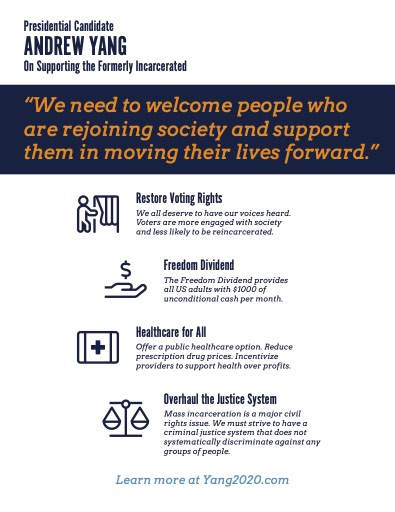 Presidential Candidate
ANDREW YANG
On Supporting the Formerly Incarcerated
“We need to welcome people who
are rejoining society and support
them in moving their lives forward.”
Restore Voting Rights
We all deserve to have our voices heard.
Voters are more engaged with society
and less likely to be reincarcerated.
Freedom Dividend
The Freedom Dividend provides
all US adults with $1000 of
unconditional cash per month.
Healthcare for All
Offer a public healthcare option. Reduce
prescription drug prices. Incentivize
providers to support health over profits.
Overhaul the Justice System
Mass incarceration is a major civil
rights issue. We must strive to have a
criminal justice system that does not
systematically discriminate against any
groups of people.
Learn more at Yang2020.com